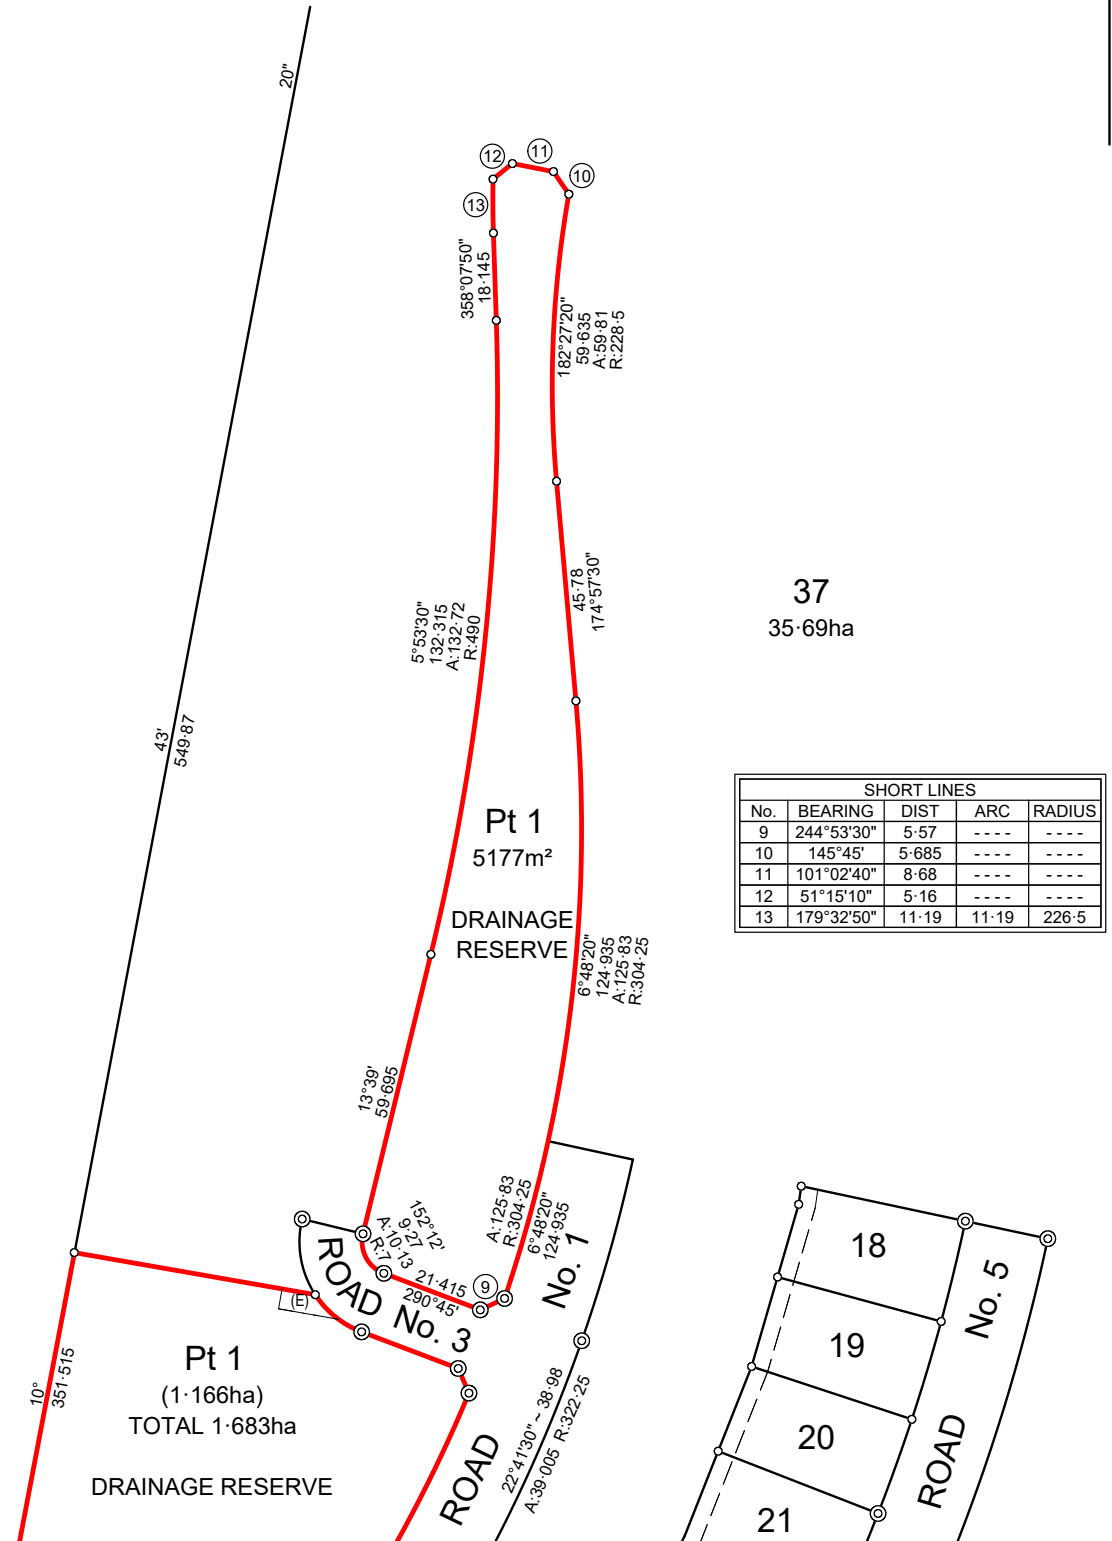 20"
12
11
10
13
358°07'50"
18·145
182°27'20"
59·635
A:59·81
R:228·5
45·78
174°57'30"
37
35·69ha
5°53'30"
132·315
A:132·72
R:490
43'
549·87
SHORT LINES
No. BEARING DIST ARC RADIUS
9 244°53'30" 5·57 ---- ----
10 145°45' 5·685 ---- ----
11 101°02'40" 8·68 ---- ----
12 51°15'10" 5·16 ---- ----
13 179°32'50" 11·19 11·19 226·5
Pt 1
5177m²
DRAINAGE
RESERVE
6°48'20"
124·935
A:125·83
R:304·25
13°39'
59·695
152°12'
9·27
A:10·13
R:7
21·415
290°45'
9
A:125·83
R:304·25
6°48'20"
124·935
ROAD No. 3
(E)
No. 1
ROAD
22°41'30" ~ 38·98
A:39·005 R:322·25
10°
351·515
Pt 1
(1·166ha)
TOTAL 1·683ha
DRAINAGE RESERVE
18
19
20
21
No. 5
ROAD